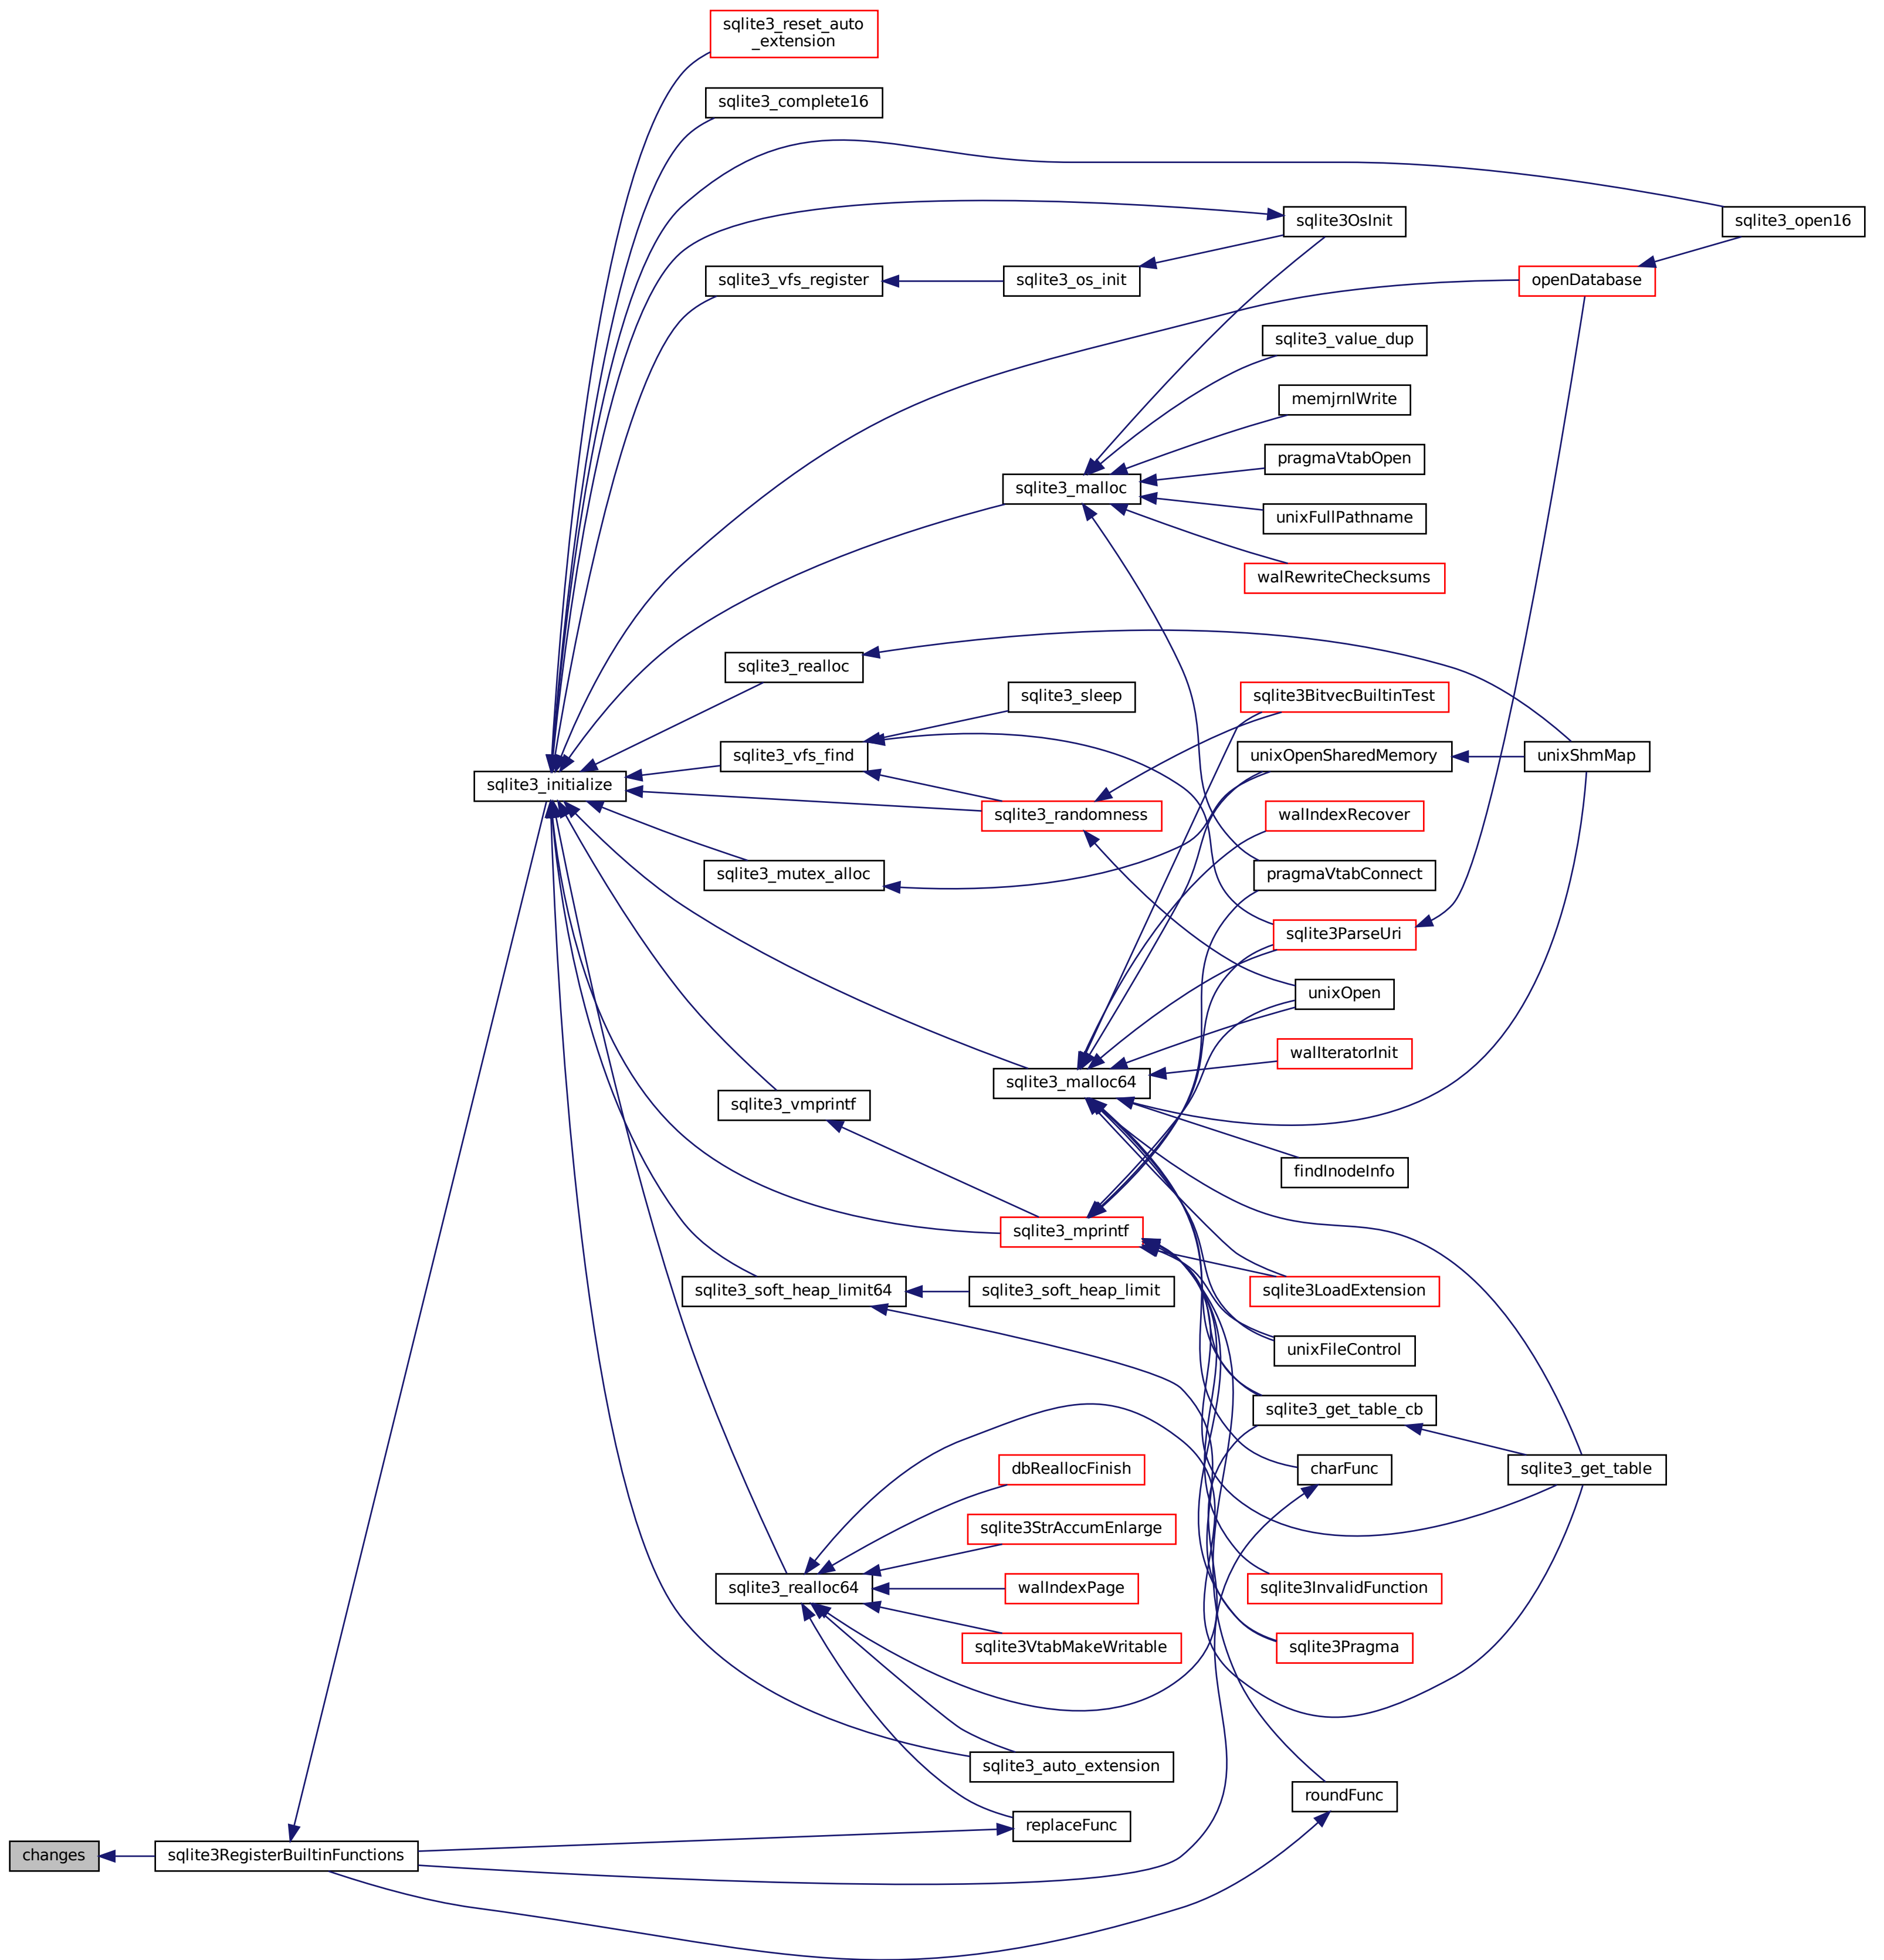 sqlite3_reset_auto
_extension
sqlite3_complete16
sqlite3OsInit
sqlite3_open16
sqlite3_vfs_register
sqlite3_os_init
openDatabase
sqlite3_value_dup
memjrnlWrite
pragmaVtabOpen
sqlite3_malloc
unixFullPathname
walRewriteChecksums
sqlite3_realloc
sqlite3_sleep
sqlite3BitvecBuiltinTest
sqlite3_vfs_find
unixOpenSharedMemory
unixShmMap
sqlite3_initialize
sqlite3_randomness
walIndexRecover
sqlite3_mutex_alloc
pragmaVtabConnect
sqlite3ParseUri
unixOpen
walIteratorInit
sqlite3_malloc64
sqlite3_vmprintf
findInodeInfo
sqlite3_mprintf
sqlite3_soft_heap_limit64
sqlite3_soft_heap_limit
sqlite3LoadExtension
unixFileControl
sqlite3_get_table_cb
dbReallocFinish
charFunc
sqlite3_get_table
sqlite3StrAccumEnlarge
sqlite3_realloc64
walIndexPage
sqlite3InvalidFunction
sqlite3VtabMakeWritable
sqlite3Pragma
sqlite3_auto_extension
roundFunc
replaceFunc
changes
sqlite3RegisterBuiltinFunctions